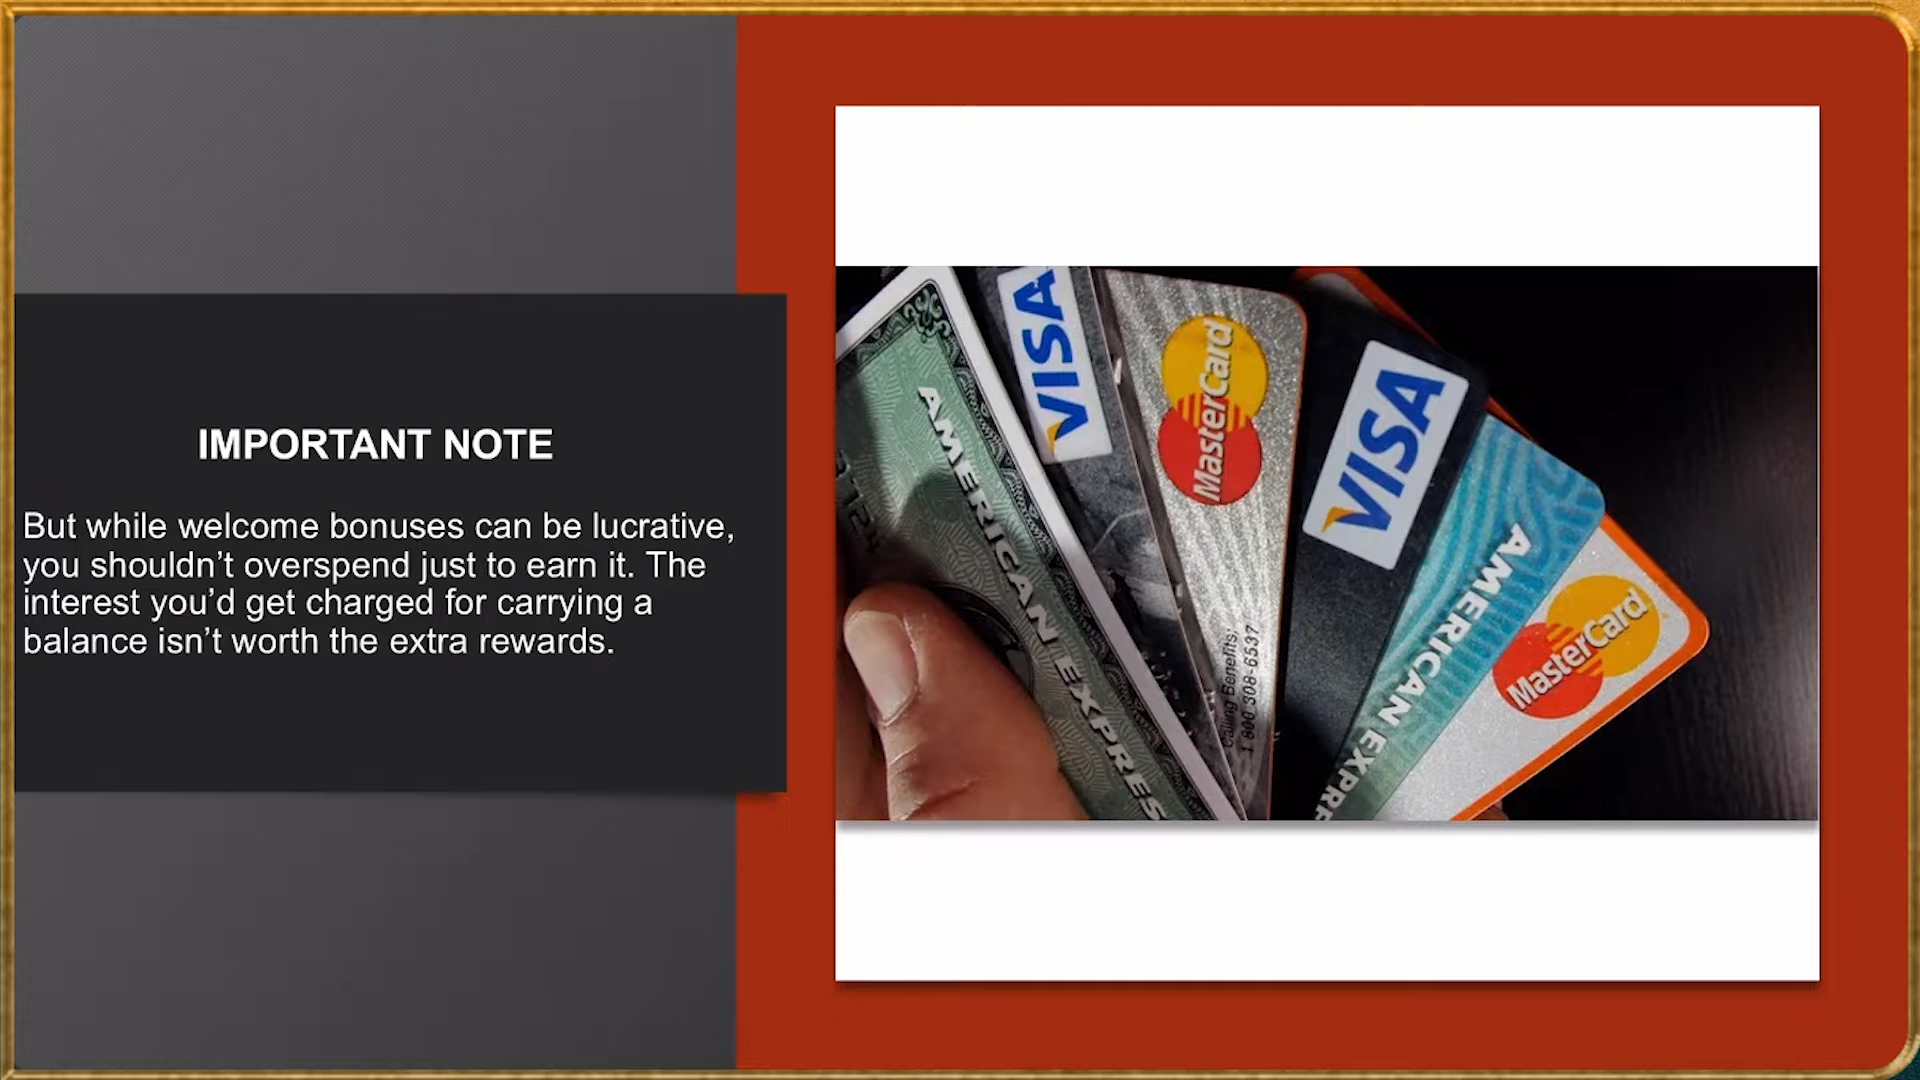 IMPORTANT NOTE
But while welcome bonuses can be lucrative,
you shouldn’t overspend just to earn it. The
interest you’d get charged for carrying a
balance isn’t worth the extra rewards.
AMERICAN EXPRESS
VISA
MasterCard
Calling Benefits:
1 800 308-6537
VISA
AMERICAN EXPRE
MasterCard